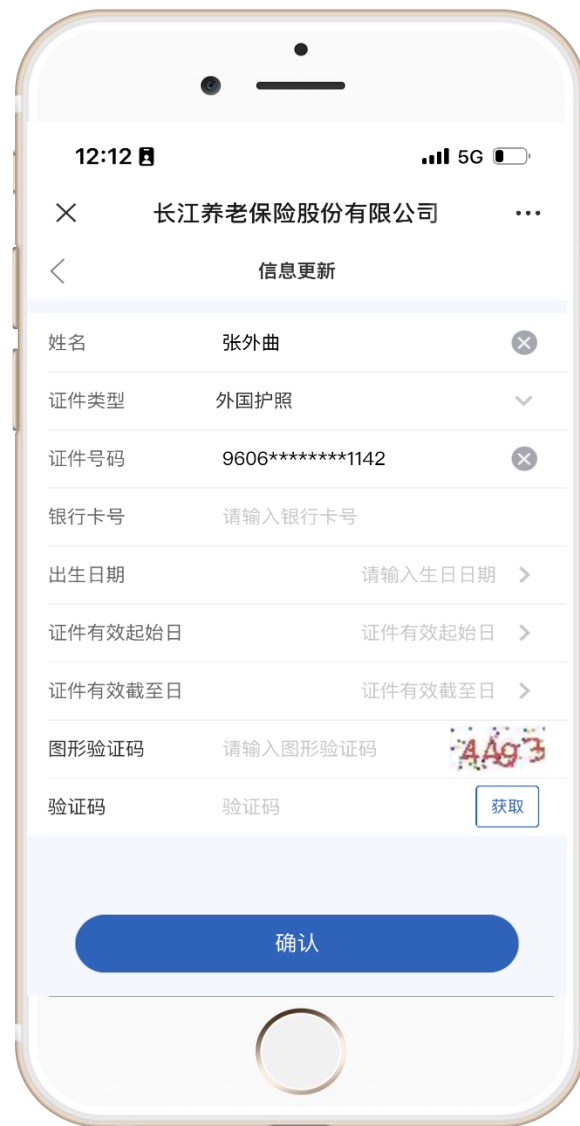 12:12 5G
长江养老保险股份有限公司
信息更新
姓名 张外曲
证件类型 外国护照
证件号码 9606********1142
银行卡号 请输入银行卡号
出生日期 请输入生日日期
证件有效起始日 证件有效起始日
证件有效截至日 证件有效截至日
图形验证码 请输入图形验证码 4Ag3
验证码 验证码 获取
确认